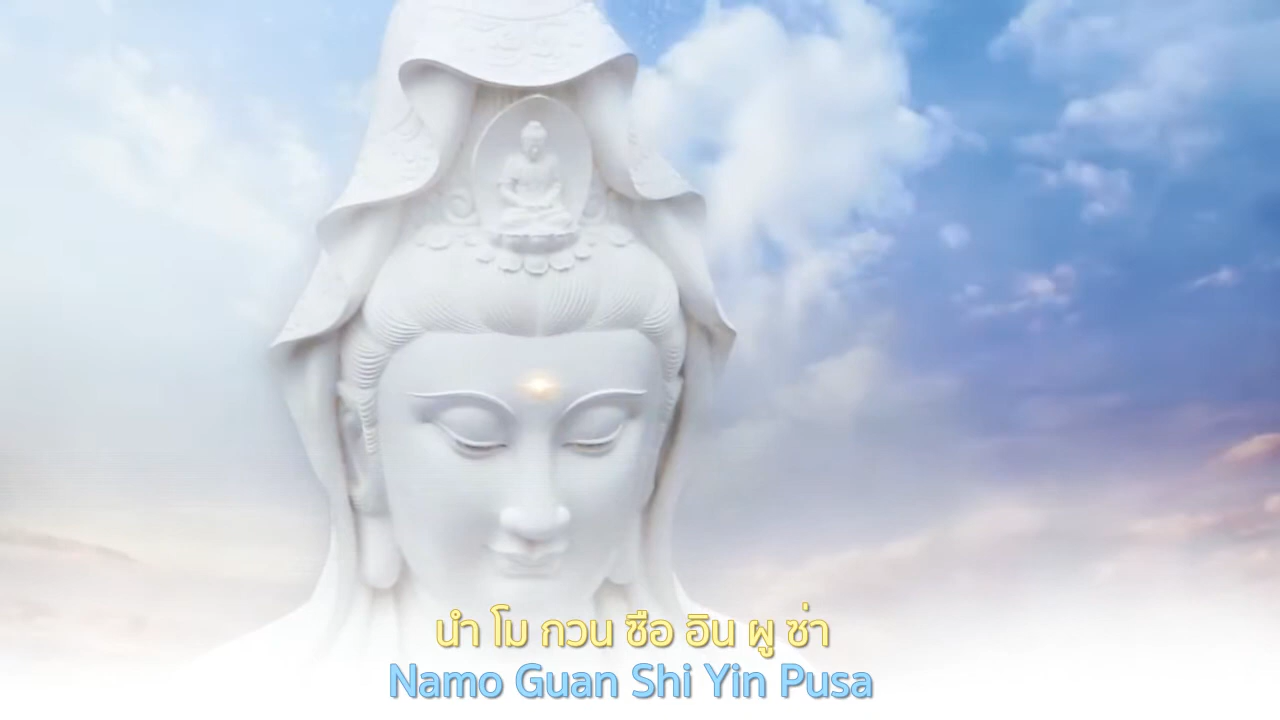 นำ โม กวน ซือ อิน ผู ซ่า
Namo Guan Shi Yin Pusa